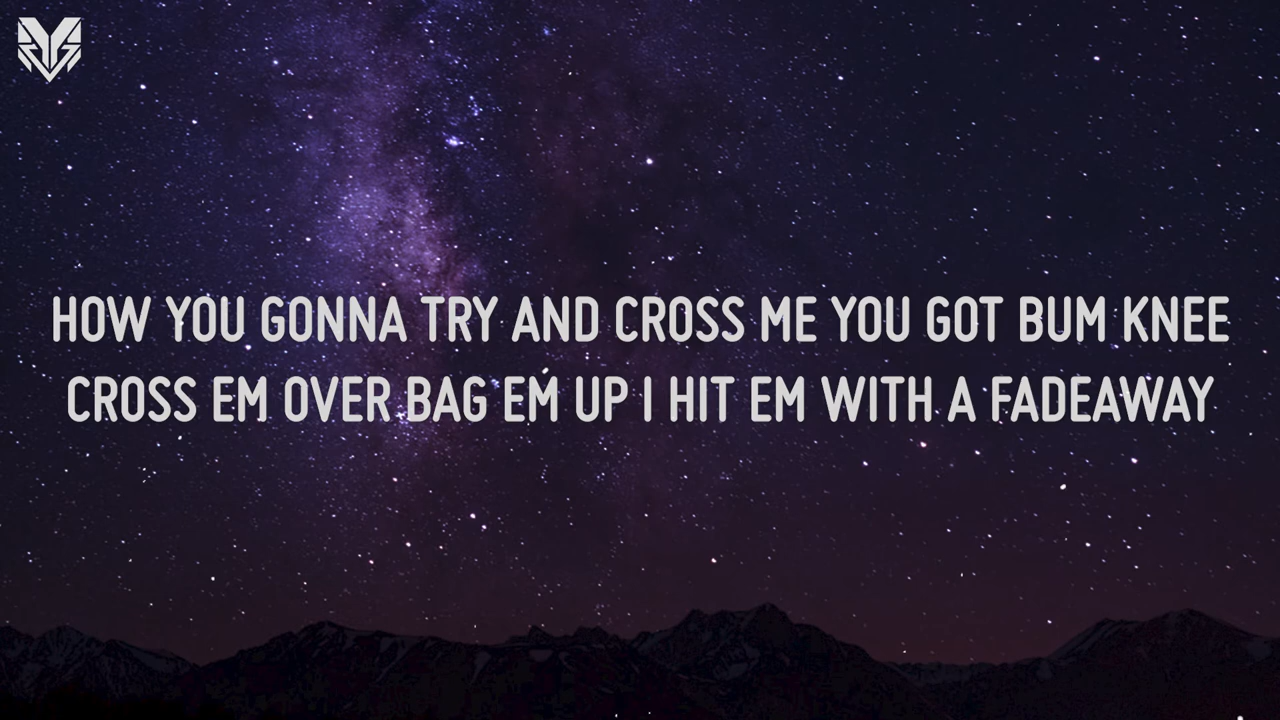 HOW YOU GONNA TRY AND CROSS ME YOU GOT BUM KNEE
CROSS EM OVER BAG EM UP I HIT EM WITH A FADEAWAY